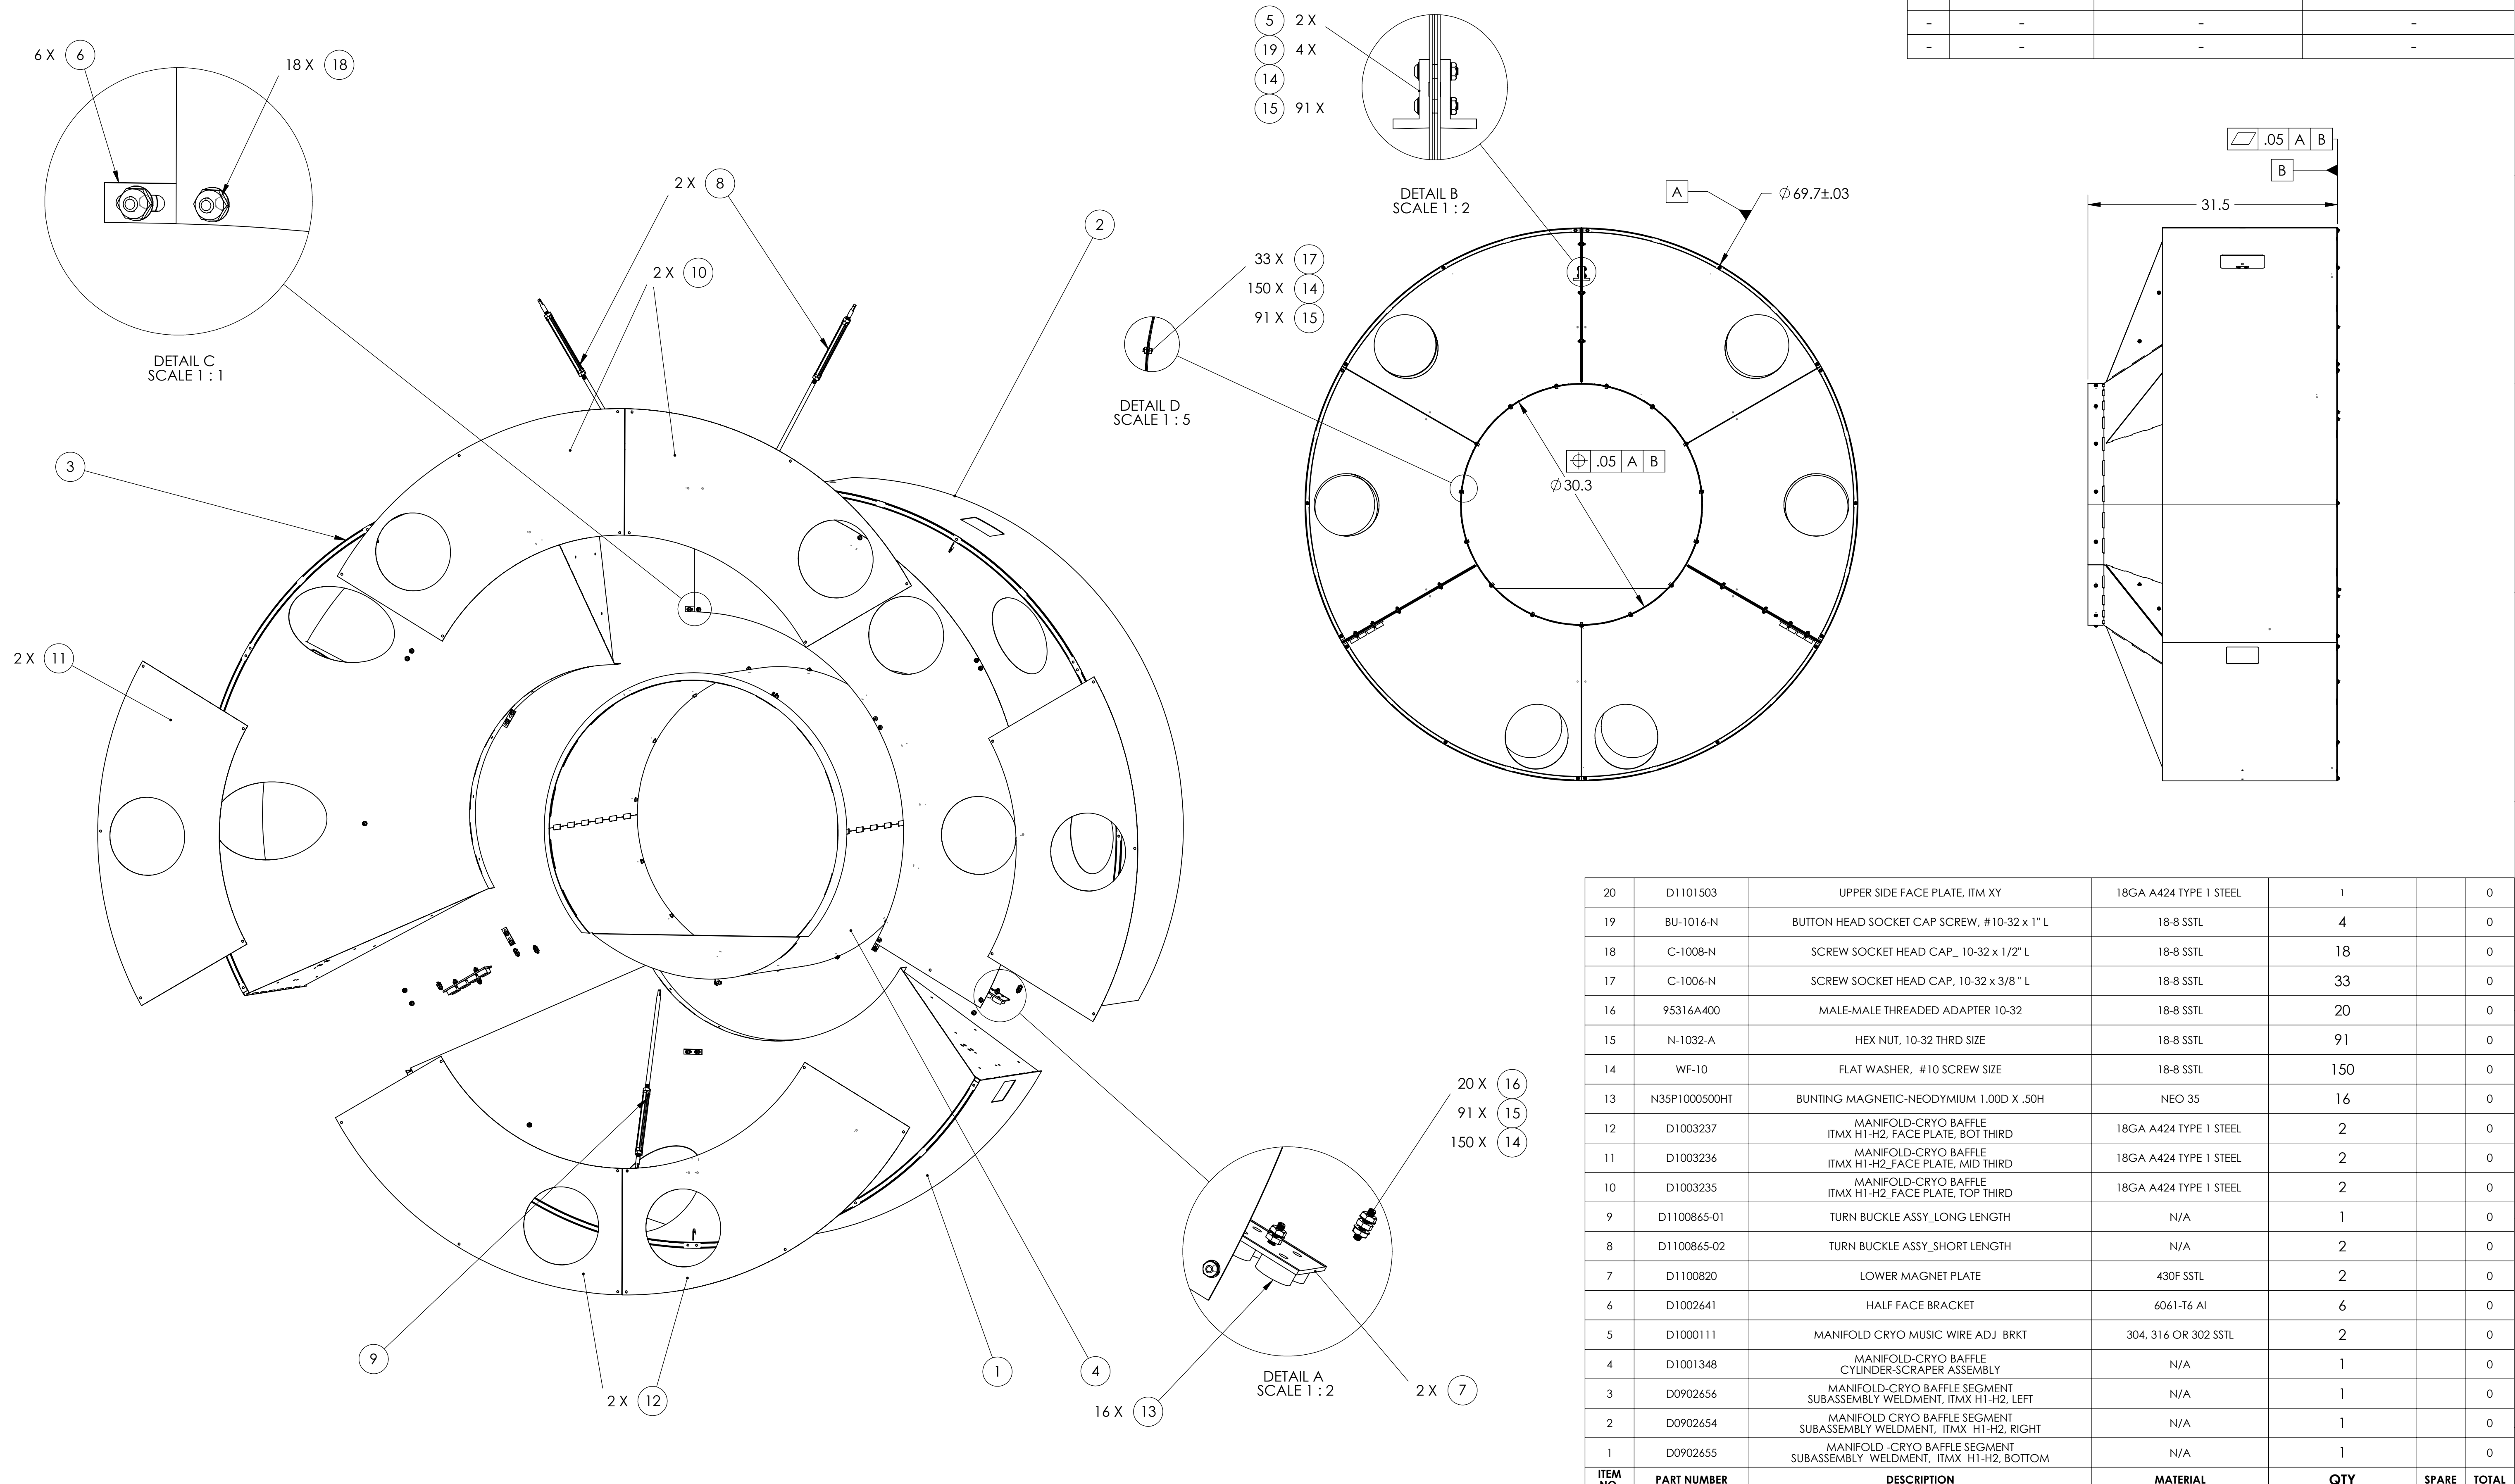 - - - -
- - - -
5 2 X
19 4 X
14
15 91 X
DETAIL B
SCALE 1 : 2
6 X 6
18 X 18
DETAIL C
SCALE 1 : 1
2 X 8
2 X 10
2
3
2 X 11
33 X 17
150 X 14
91 X 15
DETAIL D
SCALE 1 : 5
A
∅69.7±.03
⌖ .05 A B
∅30.3
▱ .05 A B
B
31.5
20 X 16
91 X 15
150 X 14
9
2 X 12
1
4
16 X 13
DETAIL A
SCALE 1 : 2
2 X 7
20 D1101503 UPPER SIDE FACE PLATE, ITM XY 18GA A424 TYPE 1 STEEL 1 0
19 BU-1016-N BUTTON HEAD SOCKET CAP SCREW, #10-32 x 1" L 18-8 SSTL 4 0
18 C-1008-N SCREW SOCKET HEAD CAP_ 10-32 x 1/2" L 18-8 SSTL 18 0
17 C-1006-N SCREW SOCKET HEAD CAP, 10-32 x 3/8 " L 18-8 SSTL 33 0
16 95316A400 MALE-MALE THREADED ADAPTER 10-32 18-8 SSTL 20 0
15 N-1032-A HEX NUT, 10-32 THRD SIZE 18-8 SSTL 91 0
14 WF-10 FLAT WASHER, #10 SCREW SIZE 18-8 SSTL 150 0
13 N35P1000500HT BUNTING MAGNETIC-NEODYMIUM 1.00D X .50H NEO 35 16 0
12 D1003237 MANIFOLD-CRYO BAFFLE
ITMX H1-H2, FACE PLATE, BOT THIRD 18GA A424 TYPE 1 STEEL 2 0
11 D1003236 MANIFOLD-CRYO BAFFLE
ITMX H1-H2_FACE PLATE, MID THIRD 18GA A424 TYPE 1 STEEL 2 0
10 D1003235 MANIFOLD-CRYO BAFFLE
ITMX H1-H2_FACE PLATE, TOP THIRD 18GA A424 TYPE 1 STEEL 2 0
9 D1100865-01 TURN BUCKLE ASSY_LONG LENGTH N/A 1 0
8 D1100865-02 TURN BUCKLE ASSY_SHORT LENGTH N/A 2 0
7 D1100820 LOWER MAGNET PLATE 430F SSTL 2 0
6 D1002641 HALF FACE BRACKET 6061-T6 Al 6 0
5 D1000111 MANIFOLD CRYO MUSIC WIRE ADJ BRKT 304, 316 OR 302 SSTL 2 0
4 D1001348 MANIFOLD-CRYO BAFFLE
CYLINDER-SCRAPER ASSEMBLY N/A 1 0
3 D0902656 MANIFOLD-CRYO BAFFLE SEGMENT
SUBASSEMBLY WELDMENT, ITMX H1-H2, LEFT N/A 1 0
2 D0902654 MANIFOLD CRYO BAFFLE SEGMENT
SUBASSEMBLY WELDMENT, ITMX H1-H2, RIGHT N/A 1 0
1 D0902655 MANIFOLD -CRYO BAFFLE SEGMENT
SUBASSEMBLY WELDMENT, ITMX H1-H2, BOTTOM N/A 1 0
ITEM PART NUMBER DESCRIPTION MATERIAL QTY SPARE TOTAL